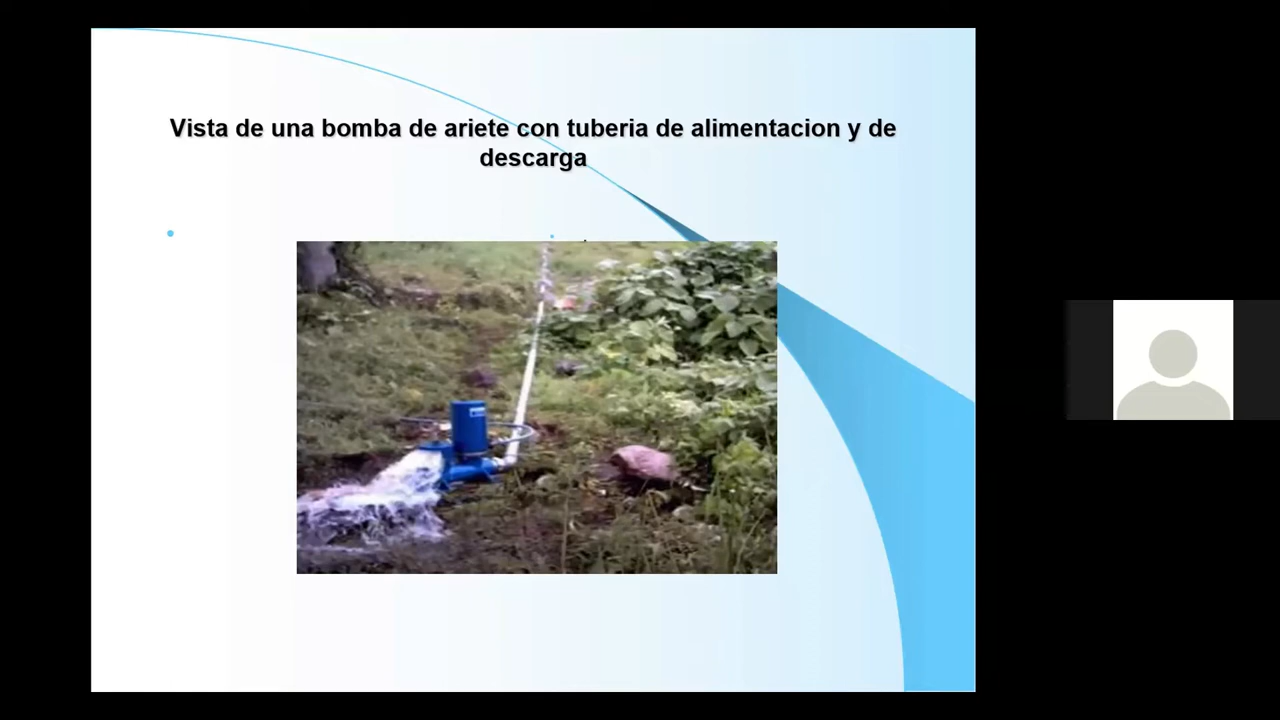 Vista de una bomba de ariete con tuberia de alimentacion y de
descarga